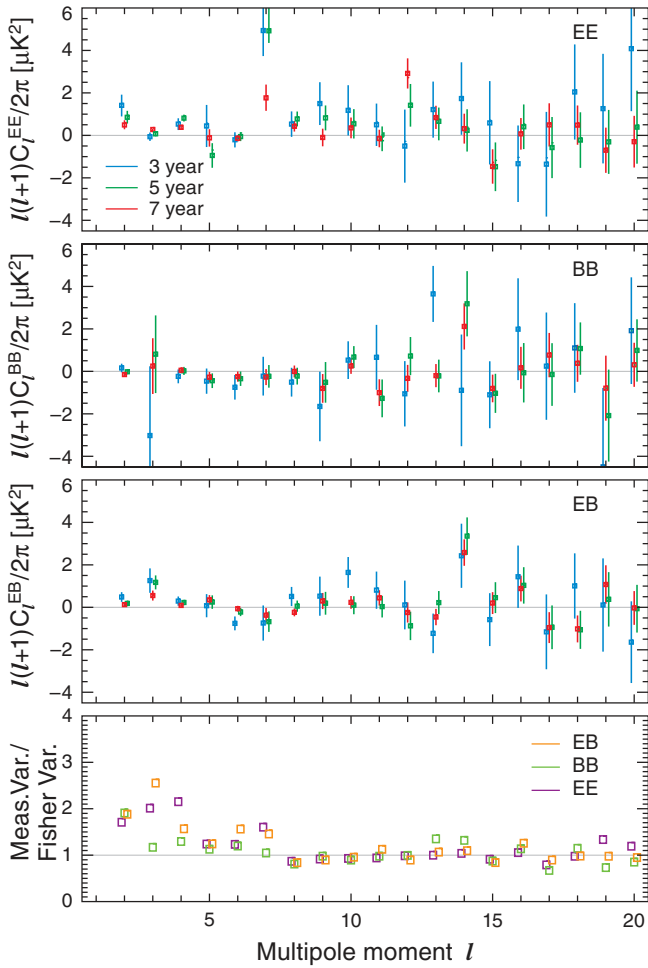 6
4
2
0
−2
−4
l(l+1)C_l^EE/2π [μK²]
EE
3 year
5 year
7 year
6
4
2
0
−2
−4
l(l+1)C_l^BB/2π [μK²]
BB
6
4
2
0
−2
−4
l(l+1)C_l^EB/2π [μK²]
EB
4
3
2
1
0
Meas.Var./
Fisher Var.
EB
BB
EE
5 10 15 20
Multipole moment l